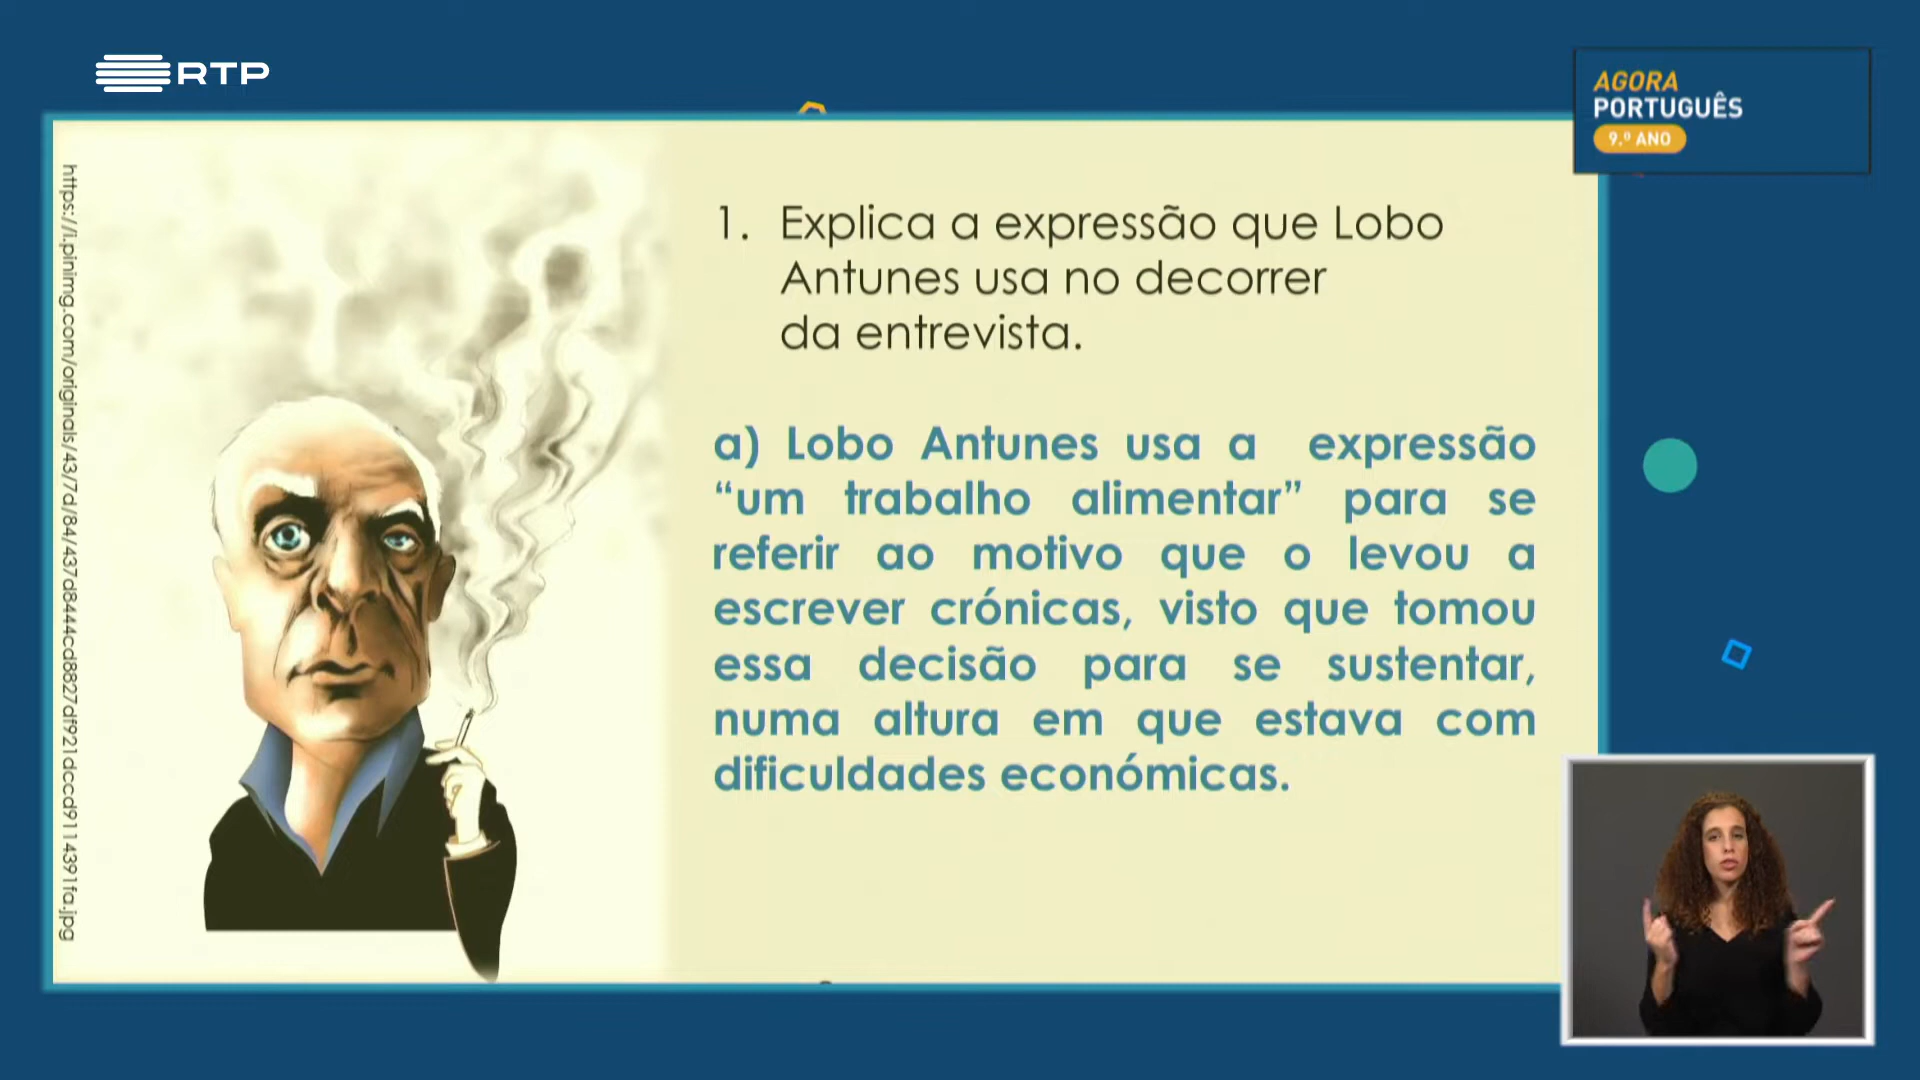 RTP
AGORA
PORTUGUÊS
9.º ANO
https://i.pinimg.com/originals/43/7d/84/437d8444cd8827df921dccd9114391fa.jpg
1. Explica a expressão que Lobo
Antunes usa no decorrer
da entrevista.
a) Lobo Antunes usa a expressão
“um trabalho alimentar” para se
referir ao motivo que o levou a
escrever crónicas, visto que tomou
essa decisão para se sustentar,
numa altura em que estava com
dificuldades económicas.